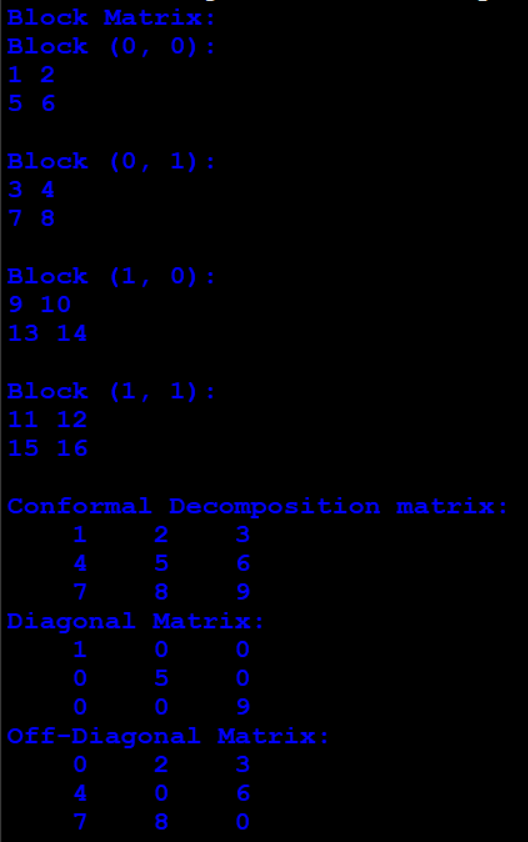 Block Matrix:
Block (0, 0):
1 2
5 6
Block (0, 1):
3 4
7 8
Block (1, 0):
9 10
13 14
Block (1, 1):
11 12
15 16
Conformal Decomposition matrix:
1 2 3
4 5 6
7 8 9
Diagonal Matrix:
1 0 0
0 5 0
0 0 9
Off-Diagonal Matrix:
0 2 3
4 0 6
7 8 0